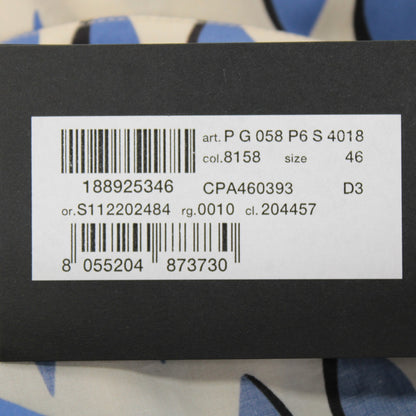 art. P G 058 P6 S 4018
col.8158 size 46
188925346 CPA460393 D3
or.S112202484 rg.0010 cl.204457
8 055204 873730